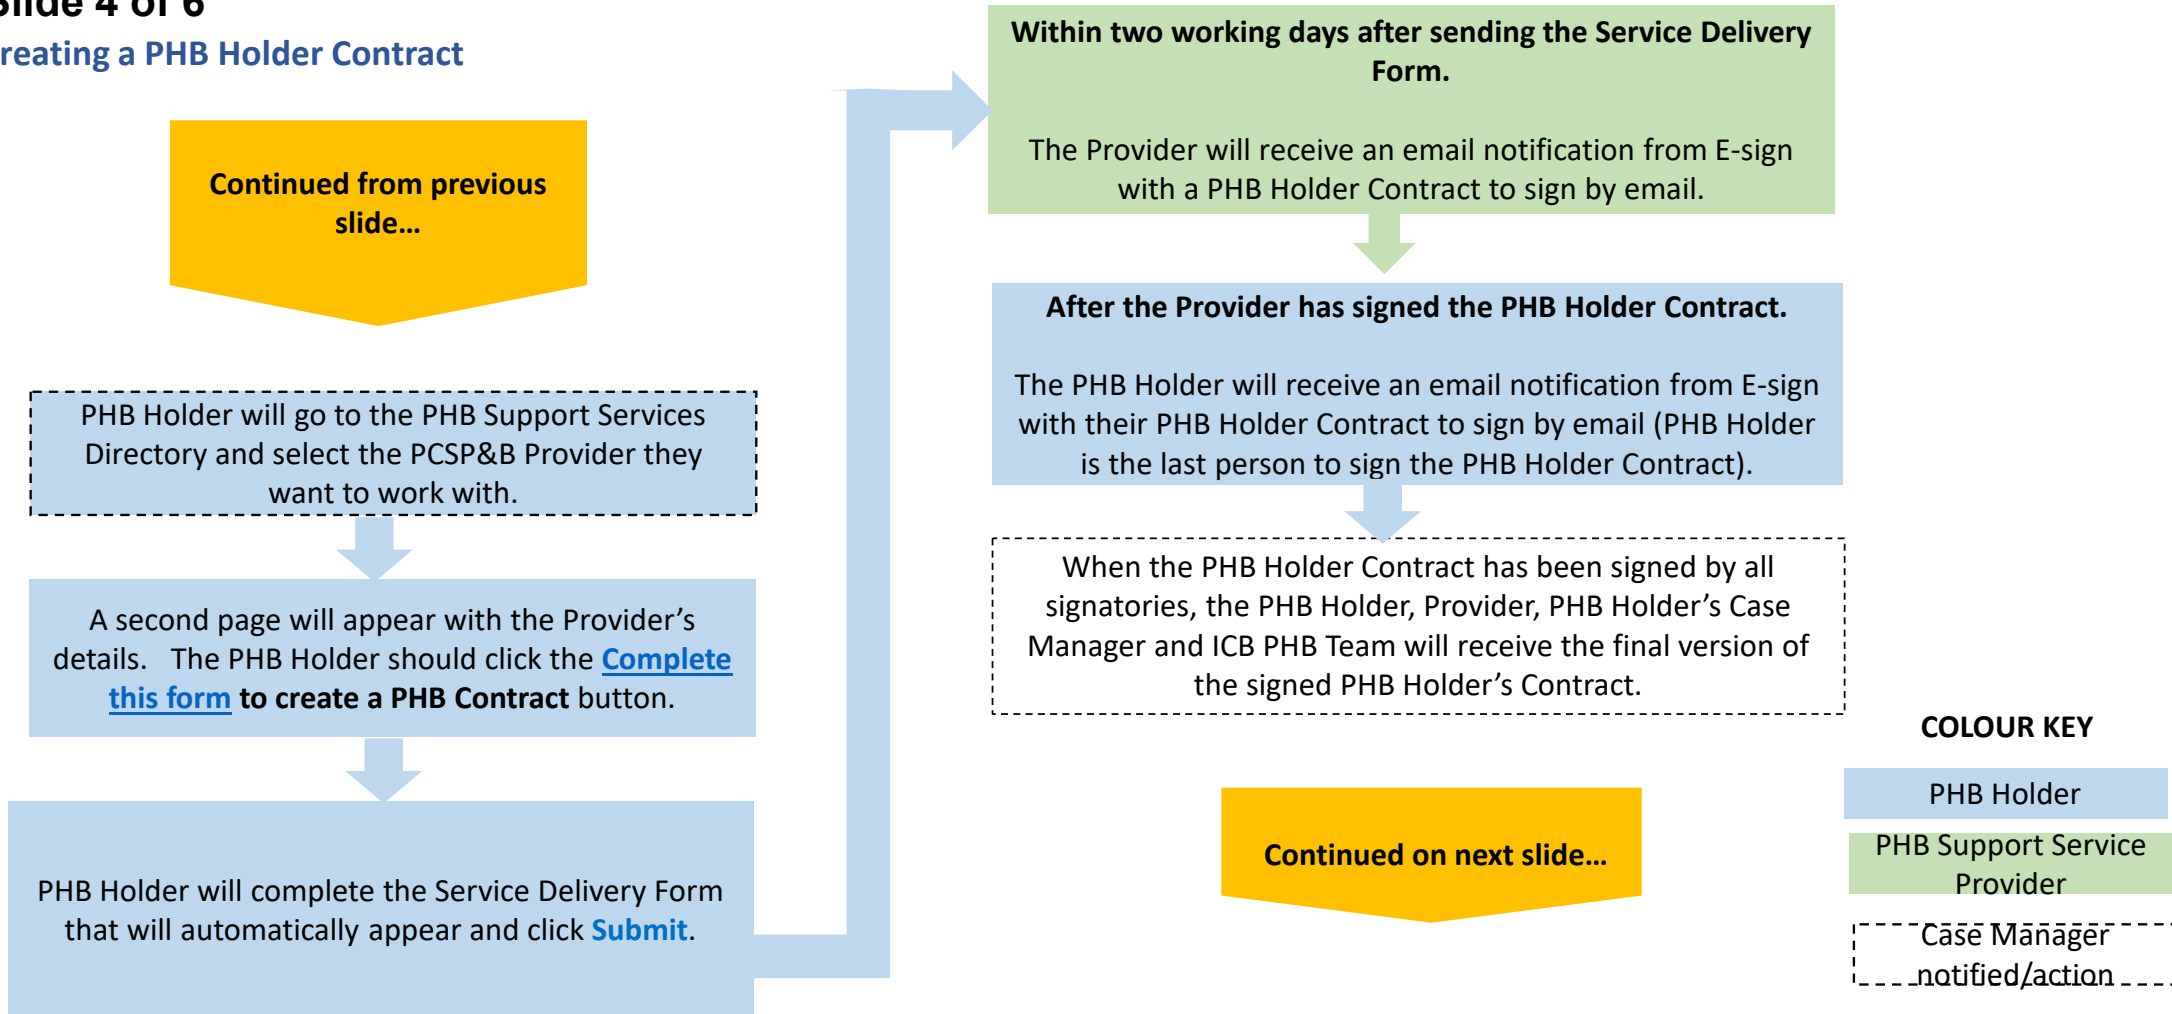 Slide 4 of 6
reating a PHB Holder Contract
Continued from previous
slide…
PHB Holder will go to the PHB Support Services
Directory and select the PCSP&B Provider they
want to work with.
A second page will appear with the Provider’s
details.   The PHB Holder should click the Complete
this form to create a PHB Contract button.
PHB Holder will complete the Service Delivery Form
that will automatically appear and click Submit.
Within two working days after sending the Service Delivery
Form.
The Provider will receive an email notification from E-sign
with a PHB Holder Contract to sign by email.
After the Provider has signed the PHB Holder Contract.
The PHB Holder will receive an email notification from E-sign
with their PHB Holder Contract to sign by email (PHB Holder
is the last person to sign the PHB Holder Contract).
When the PHB Holder Contract has been signed by all
signatories, the PHB Holder, Provider, PHB Holder’s Case
Manager and ICB PHB Team will receive the final version of
the signed PHB Holder’s Contract.
Continued on next slide…
COLOUR KEY
PHB Holder
PHB Support Service
Provider
Case Manager
notified/action